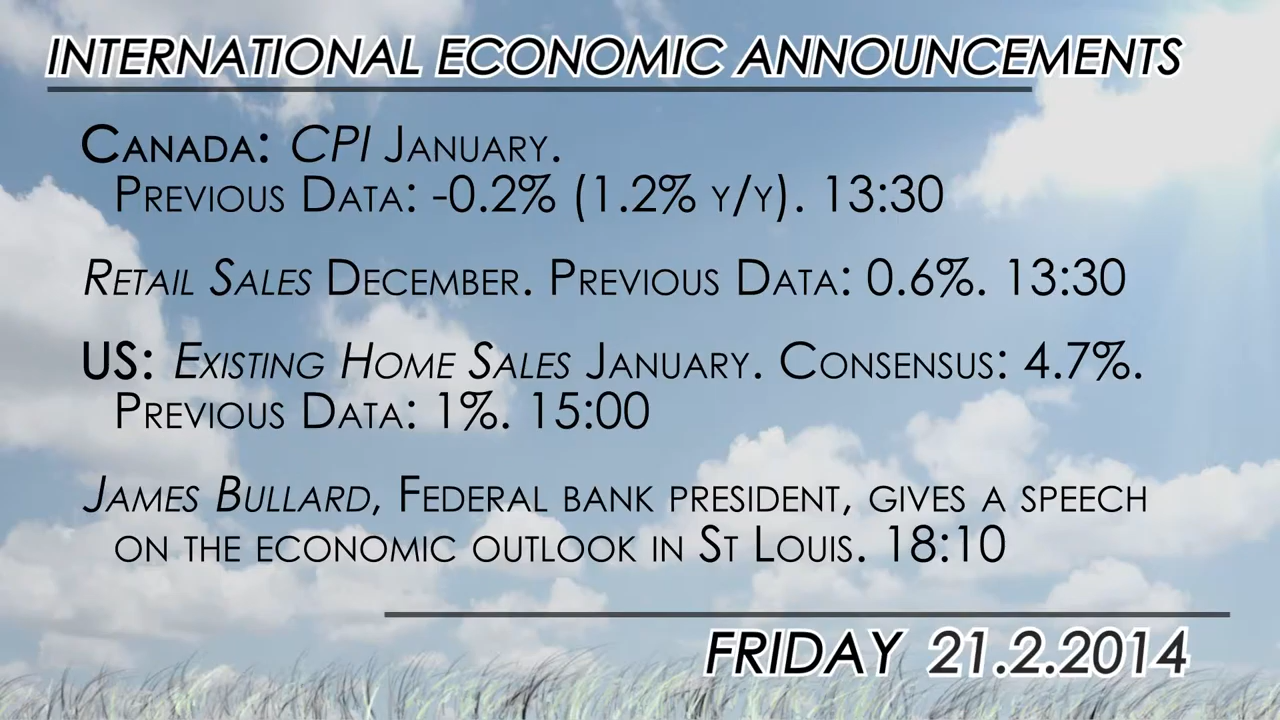 INTERNATIONAL ECONOMIC ANNOUNCEMENTS
CANADA: CPI JANUARY.
PREVIOUS DATA: -0.2% (1.2% Y/Y). 13:30
RETAIL SALES DECEMBER. PREVIOUS DATA: 0.6%. 13:30
US: EXISTING HOME SALES JANUARY. CONSENSUS: 4.7%.
PREVIOUS DATA: 1%. 15:00
JAMES BULLARD, FEDERAL BANK PRESIDENT, GIVES A SPEECH
ON THE ECONOMIC OUTLOOK IN ST LOUIS. 18:10
FRIDAY 21.2.2014